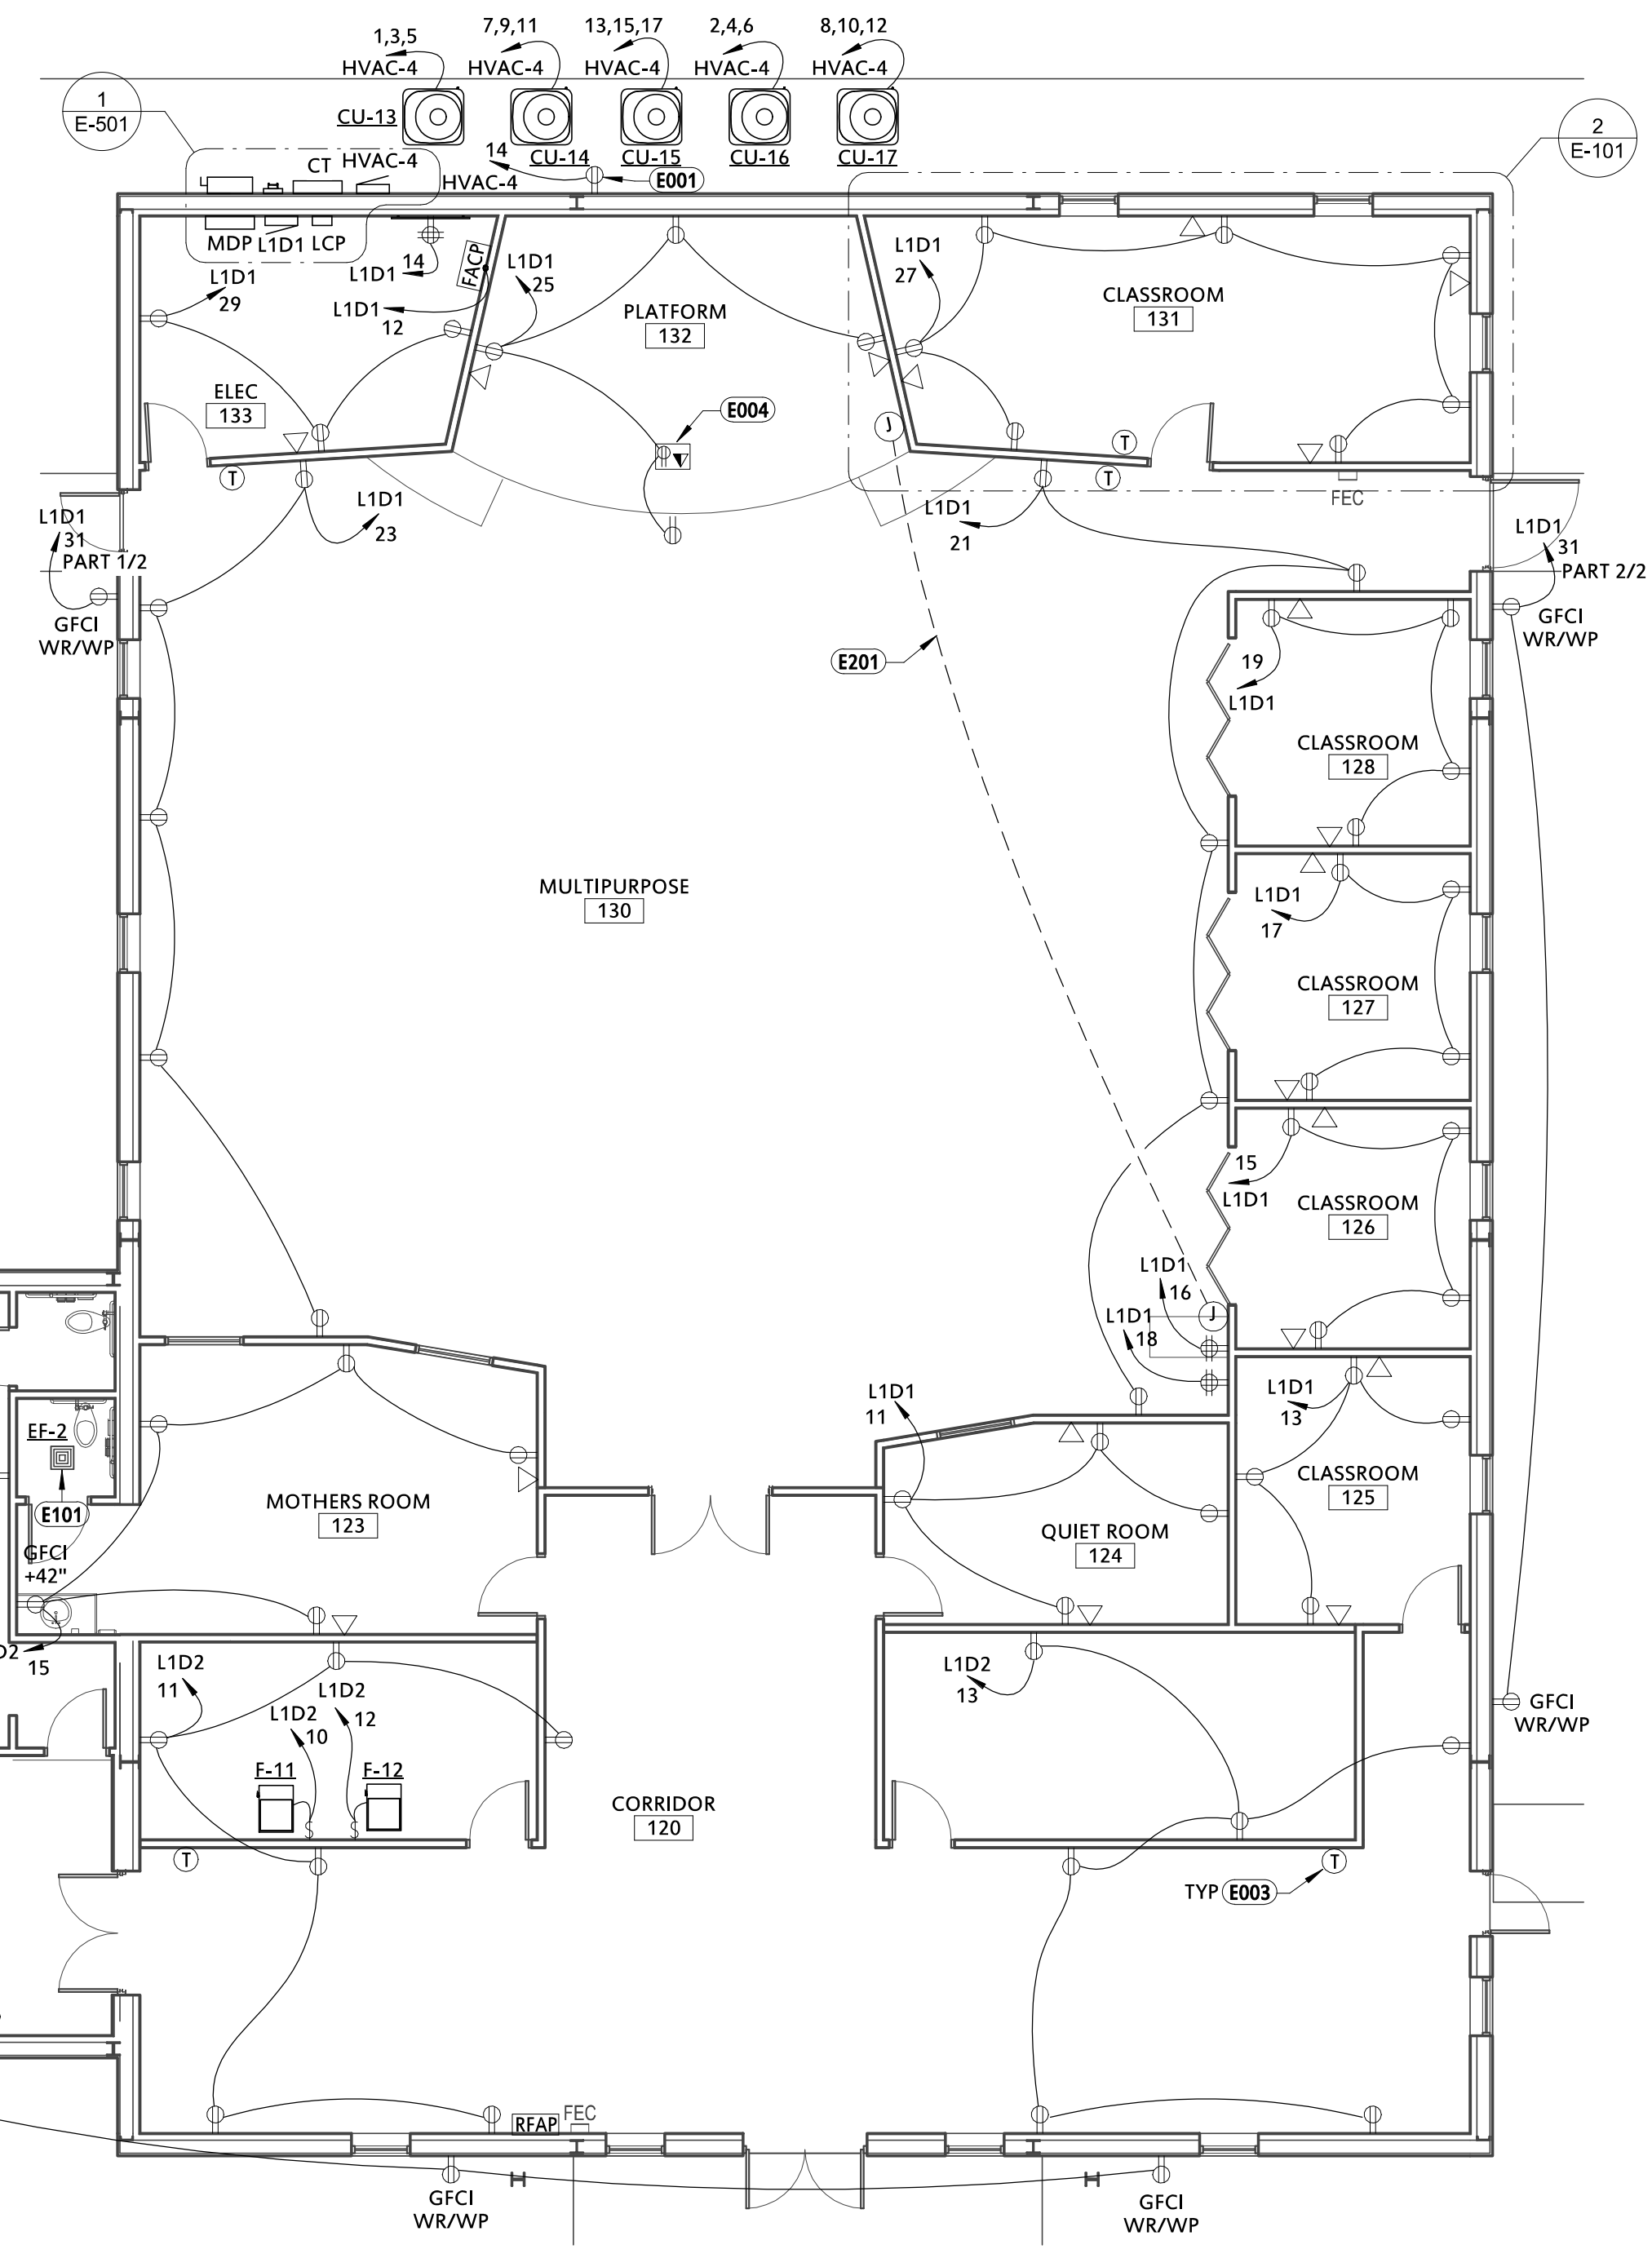 1,3,5
HVAC-4
7,9,11
HVAC-4
13,15,17
HVAC-4
2,4,6
HVAC-4
8,10,12
HVAC-4
1
E-501
2
E-101
CU-13
CU-14
CU-15
CU-16
CU-17
CT
HVAC-4
HVAC-4
14
E001
MDP
L1D1
LCP
L1D1
14
FACP
L1D1
29
L1D1
12
L1D1
25
PLATFORM
132
L1D1
27
CLASSROOM
131
ELEC
133
E004
J
T
T
T
FEC
L1D1
23
L1D1
21
L1D1
31
PART 1/2
GFCI
WR/WP
L1D1
31
PART 2/2
GFCI
WR/WP
E201
19
L1D1
CLASSROOM
128
MULTIPURPOSE
130
L1D1
17
CLASSROOM
127
15
L1D1
CLASSROOM
126
L1D1
16
J
L1D1
18
L1D1
11
L1D1
13
CLASSROOM
125
EF-2
E101
GFCI
+42"
MOTHERS ROOM
123
QUIET ROOM
124
15
L1D2
11
L1D2
12
L1D2
10
F-11
F-12
L1D2
13
GFCI
WR/WP
CORRIDOR
120
T
T
TYP E003
RFAP
FEC
GFCI
WR/WP
GFCI
WR/WP